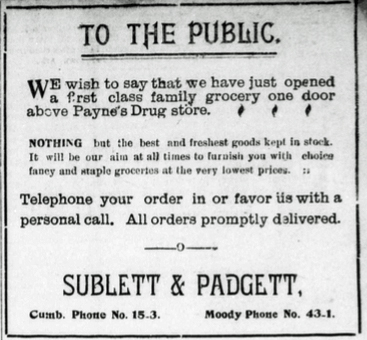 TO THE PUBLIC.
WE wish to say that we have just opened
a first class family grocery one door
above Payne's Drug store.
NOTHING but the best and freshest goods kept in stock.
It will be our aim at all times to furnish you with choice
fancy and staple groceries at the very lowest prices. ::
Telephone your order in or favor us with a
personal call. All orders promptly delivered.
—o—
SUBLETT & PADGETT,
Cumb. Phone No. 15-3. Moody Phone No. 43-1.